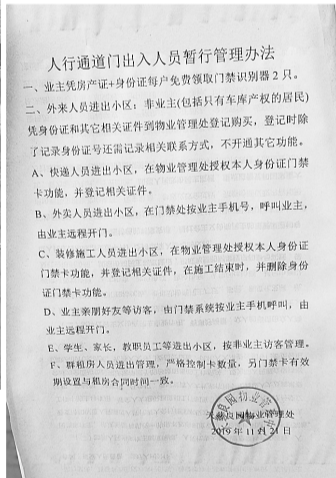 人行通道门出入人员暂行管理办法
一、业主凭房产证+身份证每户免费领取门禁识别器2只。
二、外来人员进出小区：非业主(包括只有车库产权的居民)
凭身份证和其它相关证件到物业管理处登记购买，登记时除
了记录身份证号还需记录相关联系方式，不开通其它功能。
A、快递人员进出小区，在物业管理处授权本人身份证门禁
卡功能，并登记相关证件。
B、外卖人员进出小区，在门禁处按业主手机号，呼叫业主，
由业主远程开门。
C、装修施工人员进出小区，在物业管理处授权本人身份证
门禁卡功能，并登记相关证件，在施工结束时，并删除身份
证门禁卡功能。
D、业主亲朋好友等访客，由门禁系统按业主手机呼叫，由
业主远程开门。
E、学生、家长，教职员工等进出小区，按非业主访客管理。
F、群租房人员进出管理，严格控制卡数量，另门禁卡有效
期设置与租房合同时间一致。
良园物业管理处
2019年11月21日